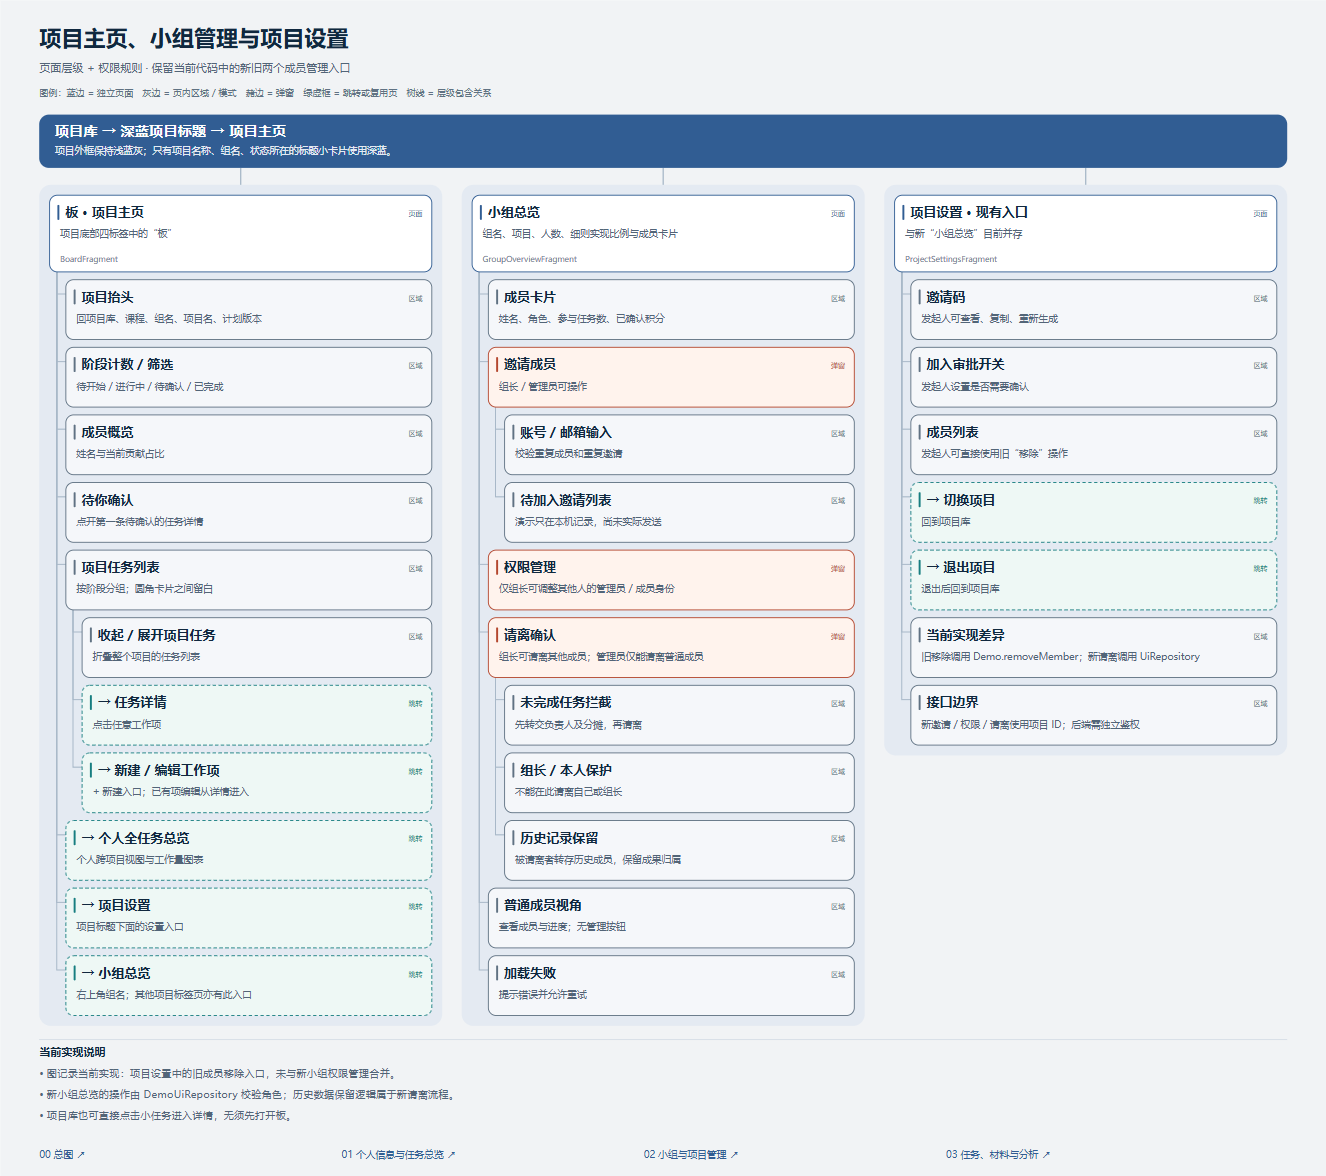 项目主页、小组管理与项目设置
页面层级 + 权限规则 · 保留当前代码中的新旧两个成员管理入口
图例：蓝边 = 独立页面 灰边 = 页内区域 / 模式 赭边 = 弹窗 绿虚框 = 跳转或复用页 树线 = 层级包含关系
项目库 → 深蓝项目标题 → 项目主页
项目外框保持浅蓝灰；只有项目名称、组名、状态所在的标题小卡片使用深蓝。
板 · 项目主页
页面
项目底部四标签中的“板”
BoardFragment
项目抬头
区域
回项目库、课程、组名、项目名、计划版本
阶段计数 / 筛选
区域
待开始 / 进行中 / 待确认 / 已完成
成员概览
区域
姓名与当前贡献占比
待你确认
区域
点开第一条待确认的任务详情
项目任务列表
区域
按阶段分组；圆角卡片之间留白
收起 / 展开项目任务
区域
折叠整个项目的任务列表
→ 任务详情
跳转
点击任意工作项
→ 新建 / 编辑工作项
跳转
+ 新建入口；已有项编辑从详情进入
→ 个人全任务总览
跳转
个人跨项目视图与工作量图表
→ 项目设置
跳转
项目标题下面的设置入口
→ 小组总览
跳转
右上角组名；其他项目标签页亦有此入口
小组总览
页面
组名、项目、人数、细则实现比例与成员卡片
GroupOverviewFragment
成员卡片
区域
姓名、角色、参与任务数、已确认积分
邀请成员
弹窗
组长 / 管理员可操作
账号 / 邮箱输入
区域
校验重复成员和重复邀请
待加入邀请列表
区域
演示只在本机记录，尚未实际发送
权限管理
弹窗
仅组长可调整其他人的管理员 / 成员身份
请离确认
弹窗
组长可请离其他成员；管理员仅能请离普通成员
未完成任务拦截
区域
先转交负责人及分摊，再请离
组长 / 本人保护
区域
不能在此请离自己或组长
历史记录保留
区域
被请离者转存历史成员，保留成果归属
普通成员视角
区域
查看成员与进度；无管理按钮
加载失败
区域
提示错误并允许重试
项目设置 · 现有入口
页面
与新“小组总览”目前并存
ProjectSettingsFragment
邀请码
区域
发起人可查看、复制、重新生成
加入审批开关
区域
发起人设置是否需要确认
成员列表
区域
发起人可直接使用旧“移除”操作
→ 切换项目
跳转
回到项目库
→ 退出项目
跳转
退出后回到项目库
当前实现差异
区域
旧移除调用 Demo.removeMember；新请离调用 UiRepository
接口边界
区域
新邀请 / 权限 / 请离使用项目 ID；后端需独立鉴权
当前实现说明
• 图记录当前实现：项目设置中的旧成员移除入口，未与新小组权限管理合并。
• 新小组总览的操作由 DemoUiRepository 校验角色；历史数据保留逻辑属于新请离流程。
• 项目库也可直接点击小任务进入详情，无须先打开板。
00 总图 ↗
01 个人信息与任务总览 ↗
02 小组与项目管理 ↗
03 任务、材料与分析 ↗